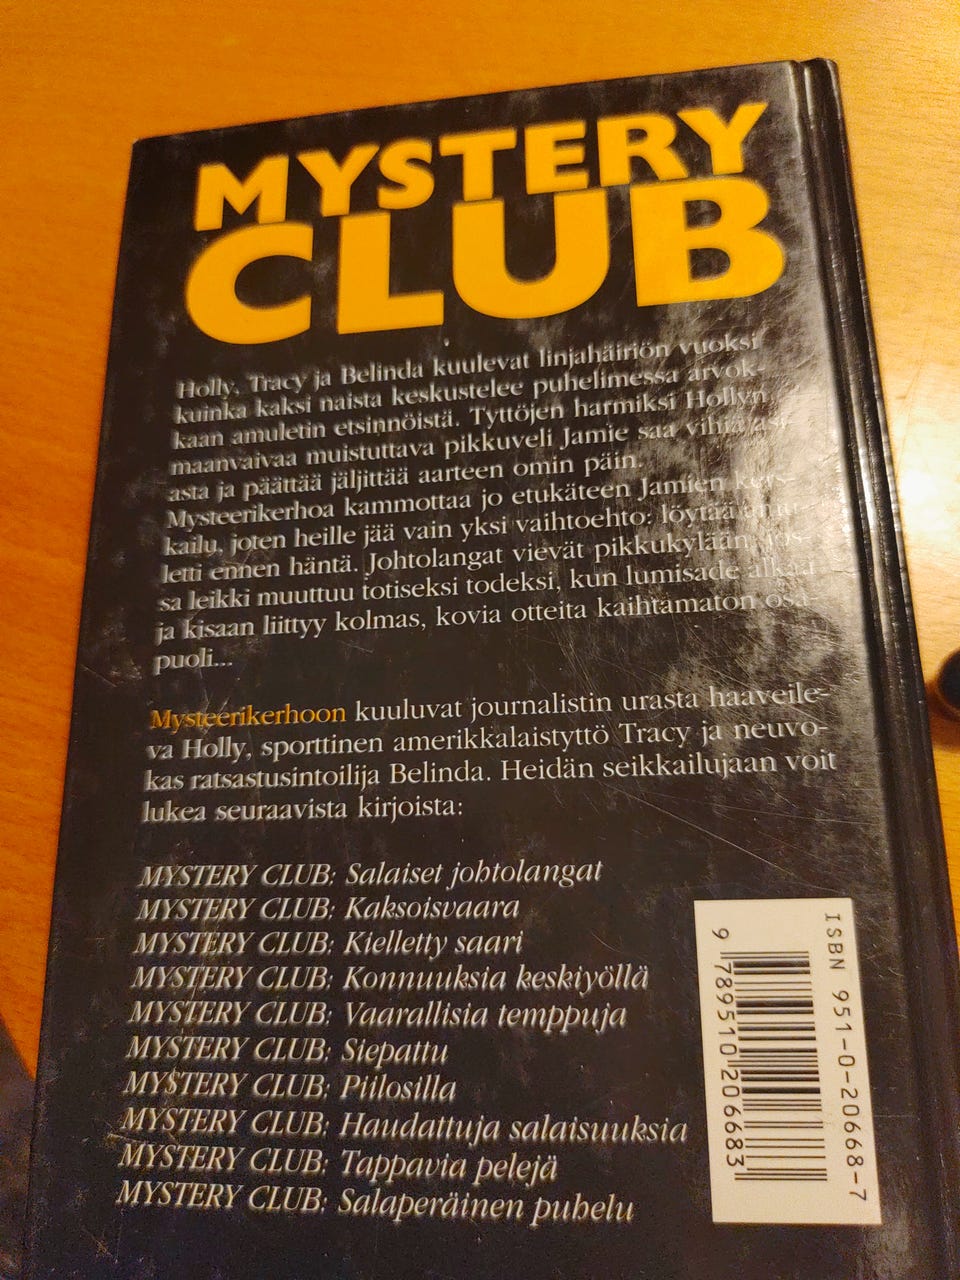 MYSTERY
CLUB
Holly, Tracy ja Belinda kuulevat linjahäiriön vuoksi
kuinka kaksi naista keskustelee puhelimessa arvok-
kaan amuletin etsinnöistä. Tyttöjen harmiksi Hollyn
maanvaivaa muistuttava pikkuveli Jamie saa vihiä asi-
asta ja päättää jäljittää aarteen omin päin.
Mysteerikerhoa kammottaa jo etukäteen Jamien kers-
kailu, joten heille jää vain yksi vaihtoehto: löytää amu-
letti ennen häntä. Johtolangat vievät pikkukylään, jos-
sa leikki muuttuu totiseksi todeksi, kun lumisade alkaa
ja kisaan liittyy kolmas, kovia otteita kaihtamaton osa-
puoli...
Mysteerikerhoon kuuluvat journalistin urasta haaveile-
va Holly, sporttinen amerikkalaistyttö Tracy ja neuvo-
kas ratsastusintoilija Belinda. Heidän seikkailujaan voit
lukea seuraavista kirjoista:
MYSTERY CLUB: Salaiset johtolangat
MYSTERY CLUB: Kaksoisvaara
MYSTERY CLUB: Kielletty saari
MYSTERY CLUB: Konnuuksia keskiyöllä
MYSTERY CLUB: Vaarallisia temppuja
MYSTERY CLUB: Siepattu
MYSTERY CLUB: Piilosilla
MYSTERY CLUB: Haudattuja salaisuuksia
MYSTERY CLUB: Tappavia pelejä
MYSTERY CLUB: Salaperäinen puhelu
ISBN 951-0-20668-7
9 789510 206683